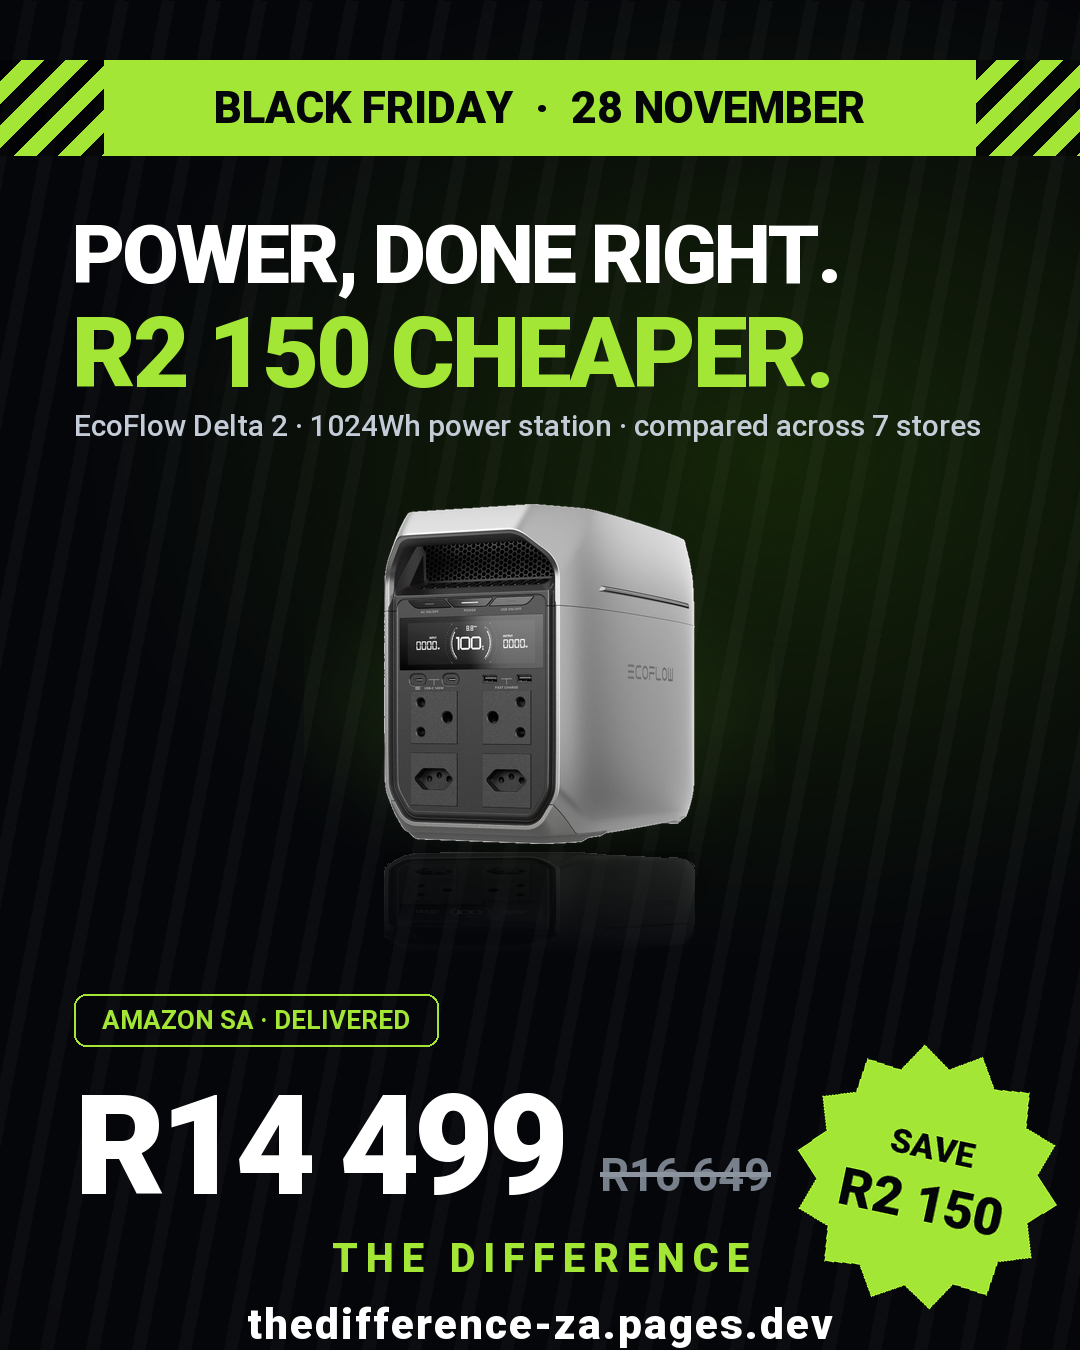 BLACK FRIDAY · 28 NOVEMBER
POWER, DONE RIGHT.
R2 150 CHEAPER.
EcoFlow Delta 2 · 1024Wh power station · compared across 7 stores
100
ECOFLOW
AMAZON SA · DELIVERED
R14 499 R16 649
SAVE
R2 150
THE DIFFERENCE
thedifference-za.pages.dev